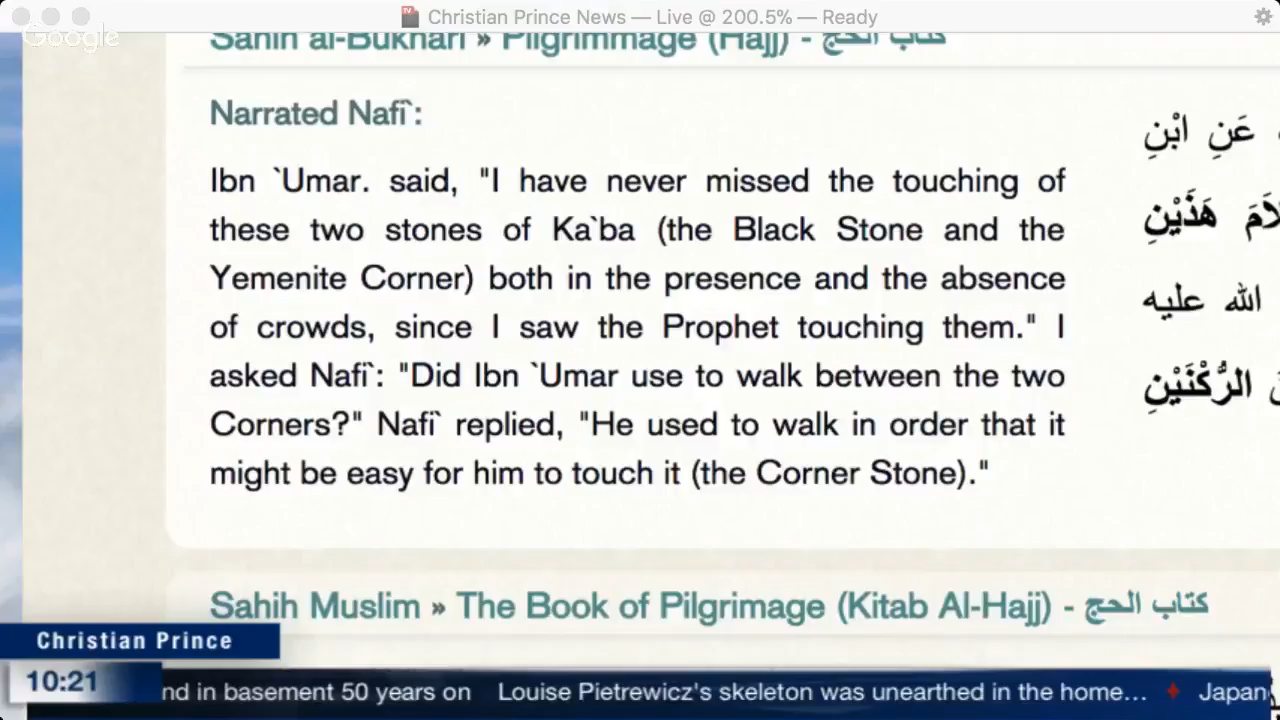 Christian Prince News — Live @ 200.5% — Ready
Google
Sahih al-Bukhari » Pilgrimmage (Hajj) - كتاب الحج
Narrated Nafi`:
عَنِ ابْنِ
Ibn `Umar. said, "I have never missed the touching of
these two stones of Ka`ba (the Black Stone and the
هَذَيْنِ
Yemenite Corner) both in the presence and the absence
of crowds, since I saw the Prophet touching them." I
الله عليه
asked Nafi`: "Did Ibn `Umar use to walk between the two
الرُّكْنَيْنِ
Corners?" Nafi` replied, "He used to walk in order that it
might be easy for him to touch it (the Corner Stone)."
Sahih Muslim » The Book of Pilgrimage (Kitab Al-Hajj) - كتاب الحج
Christian Prince
10:21
nd in basement 50 years on Louise Pietrewicz's skeleton was unearthed in the home... Japan